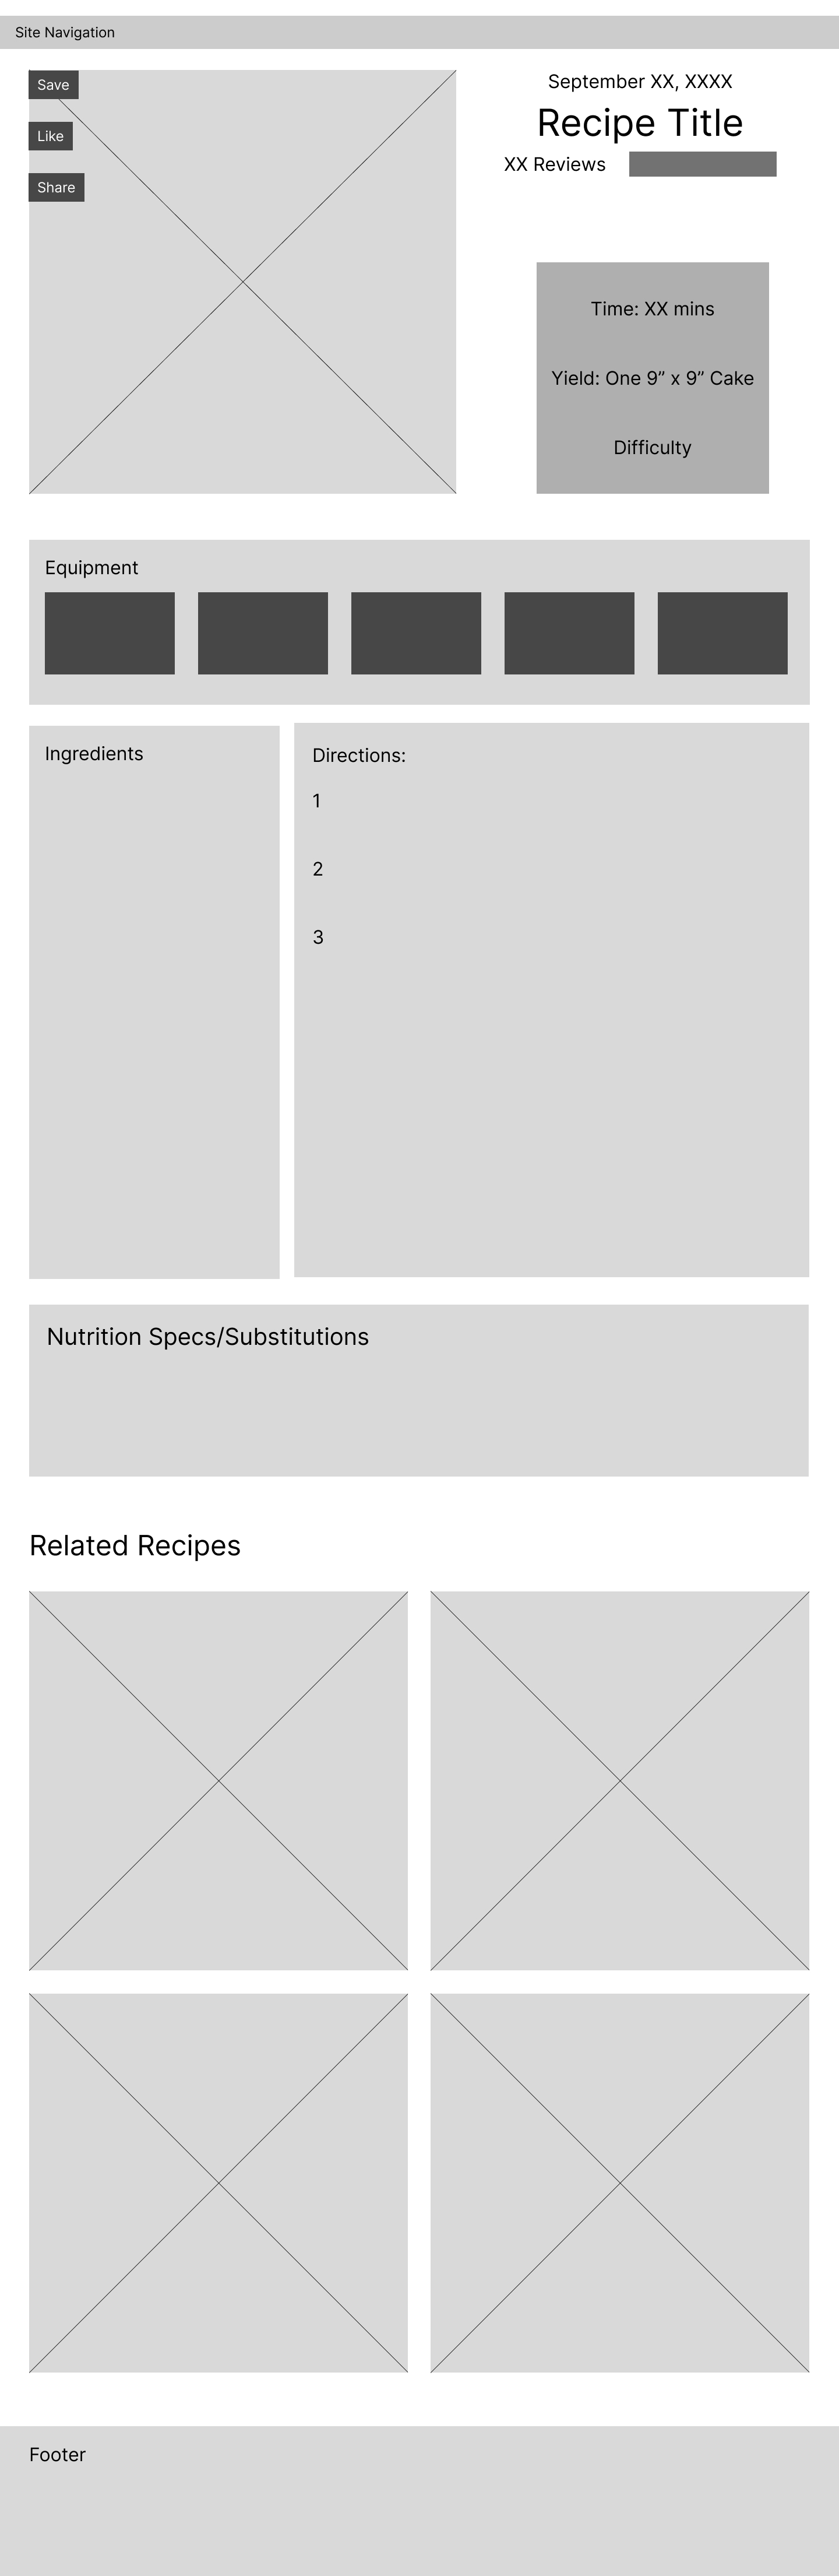 Site Navigation
Save
Like
Share
September XX, XXXX
Recipe Title
XX Reviews
Time: XX mins
Yield: One 9” x 9” Cake
Difficulty
Equipment
Ingredients
Directions:
1
2
3
Nutrition Specs/Substitutions
Related Recipes
Footer